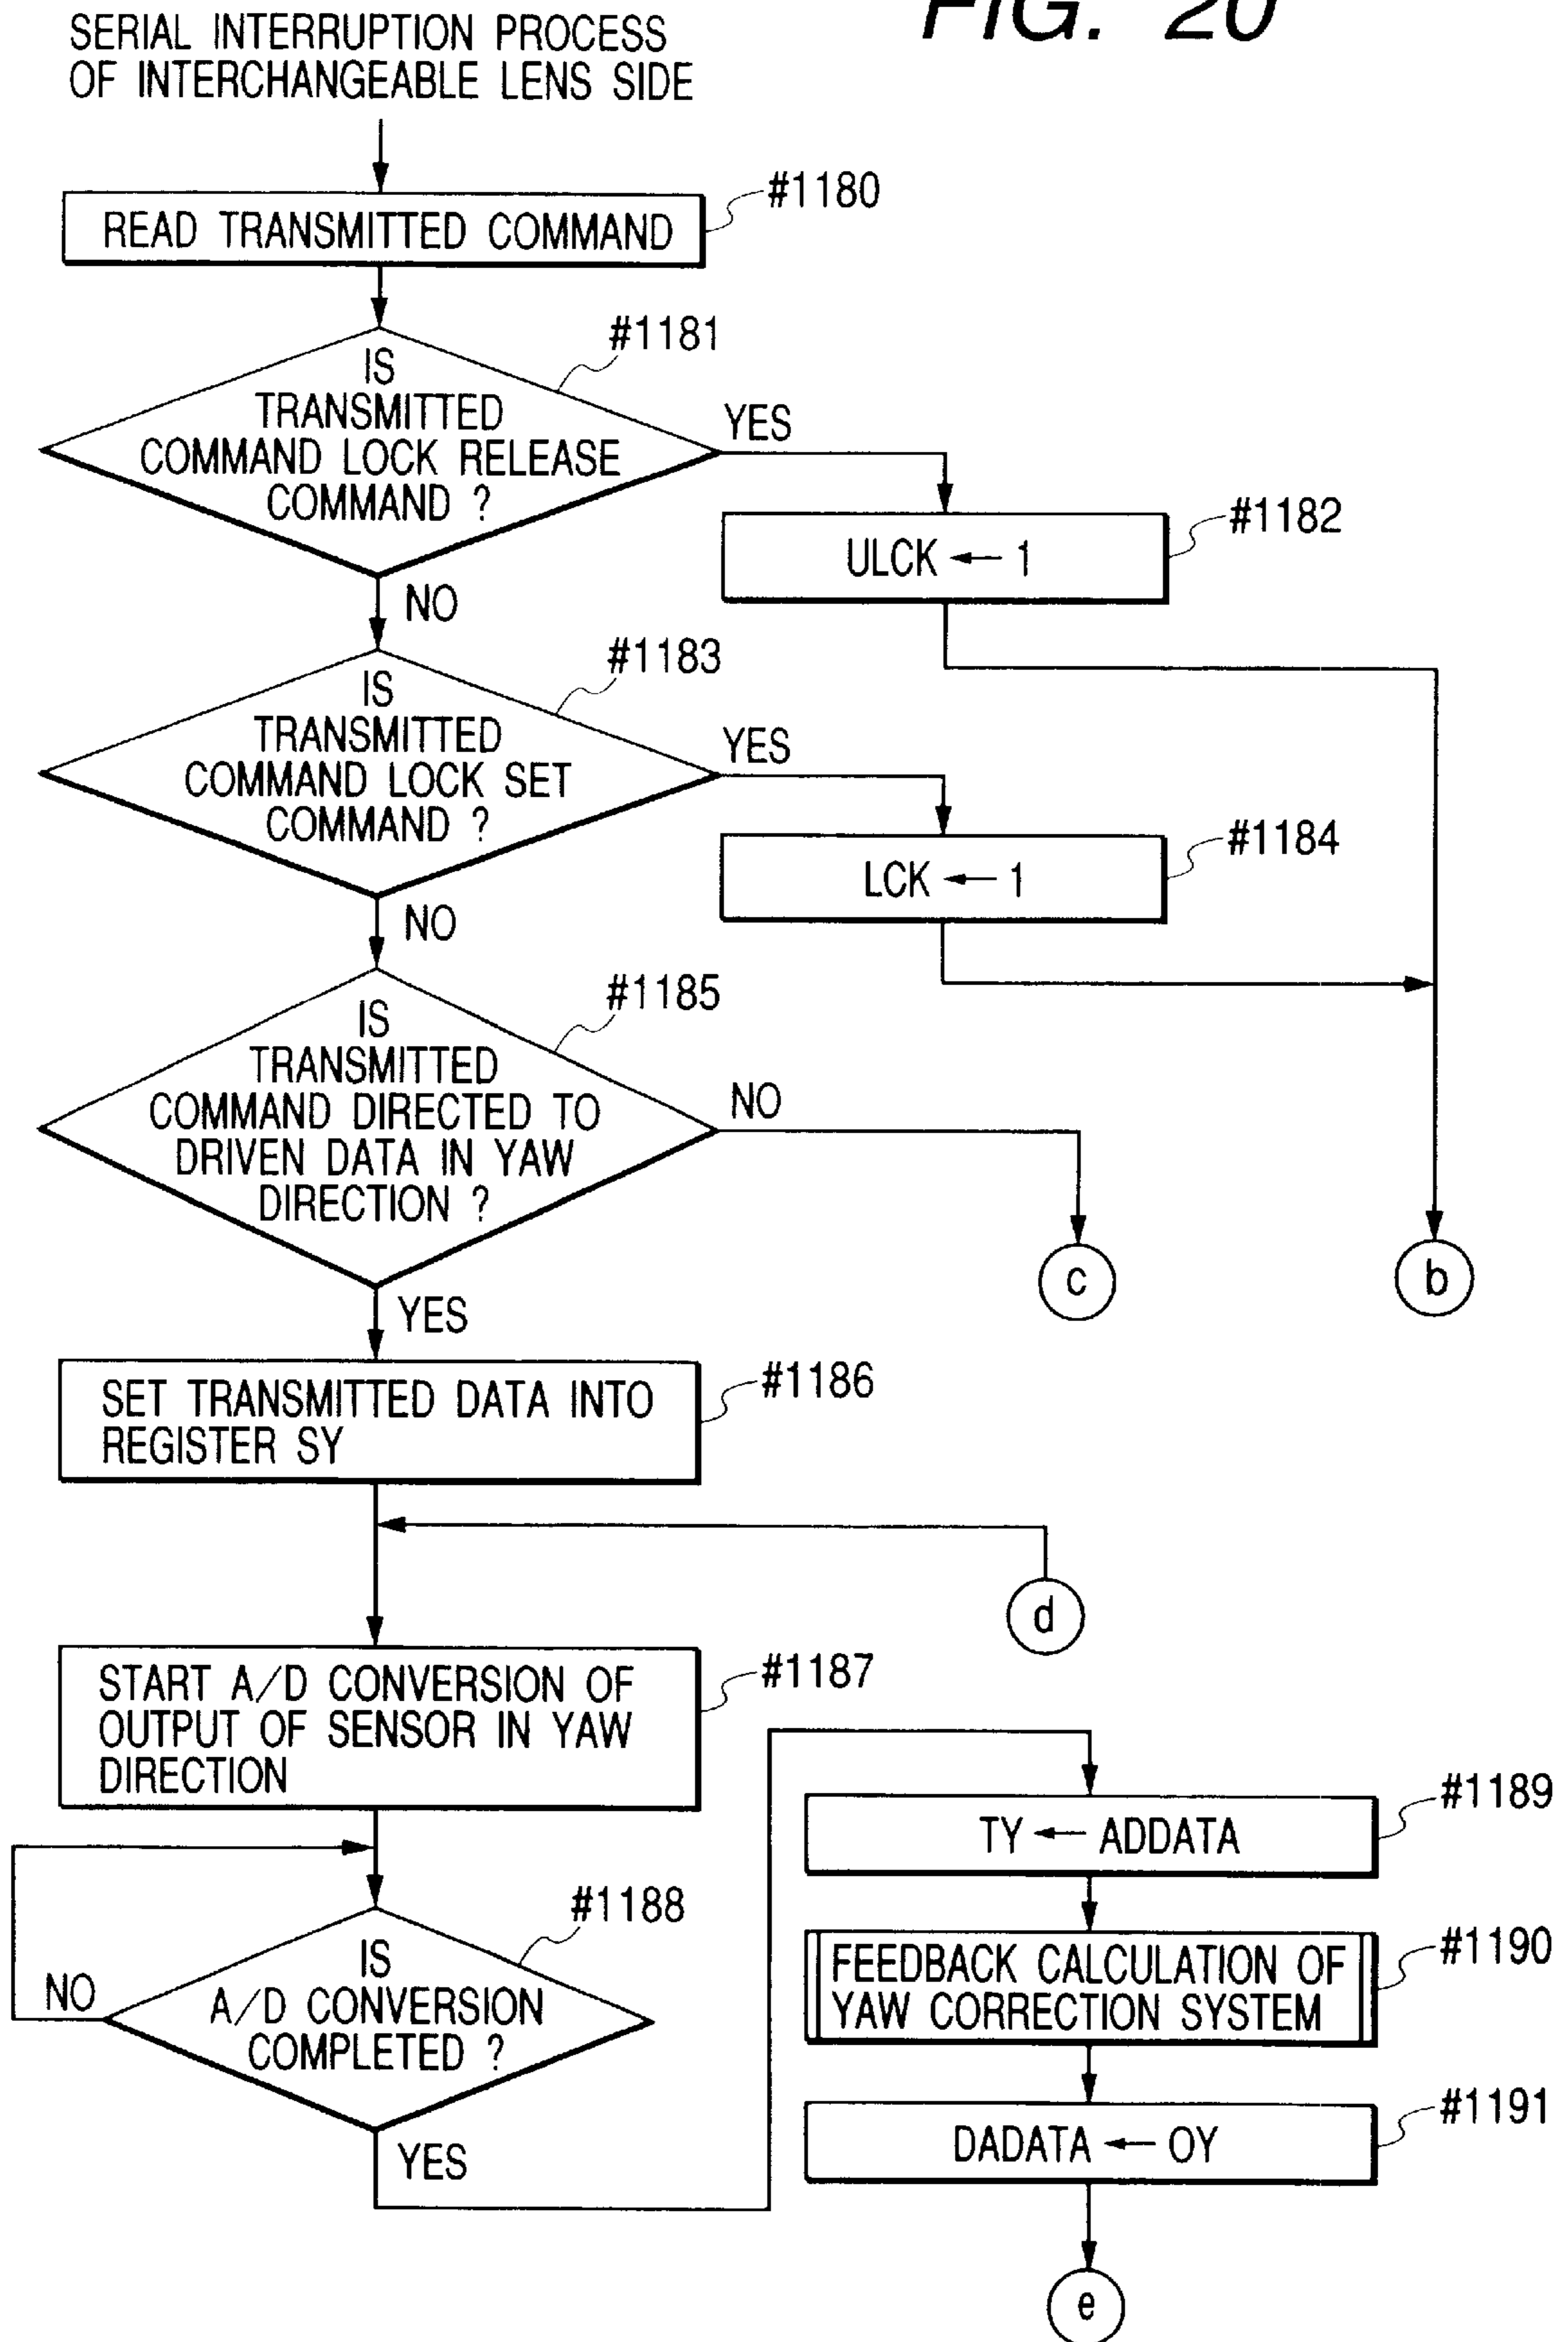 FIG. 20
SERIAL INTERRUPTION PROCESS
OF INTERCHANGEABLE LENS SIDE
#1180
READ TRANSMITTED COMMAND
#1181
IS
TRANSMITTED
COMMAND LOCK RELEASE
COMMAND ?
YES
#1182
ULCK ← 1
NO
#1183
IS
TRANSMITTED
COMMAND LOCK SET
COMMAND ?
YES
#1184
LCK ← 1
NO
#1185
IS
TRANSMITTED
COMMAND DIRECTED TO
DRIVEN DATA IN YAW
DIRECTION ?
NO
c
b
YES
#1186
SET TRANSMITTED DATA INTO
REGISTER SY
d
#1187
START A/D CONVERSION OF
OUTPUT OF SENSOR IN YAW
DIRECTION
#1188
IS
A/D CONVERSION
COMPLETED ?
NO
YES
#1189
TY ← ADDATA
#1190
FEEDBACK CALCULATION OF
YAW CORRECTION SYSTEM
#1191
DADATA ← OY
e